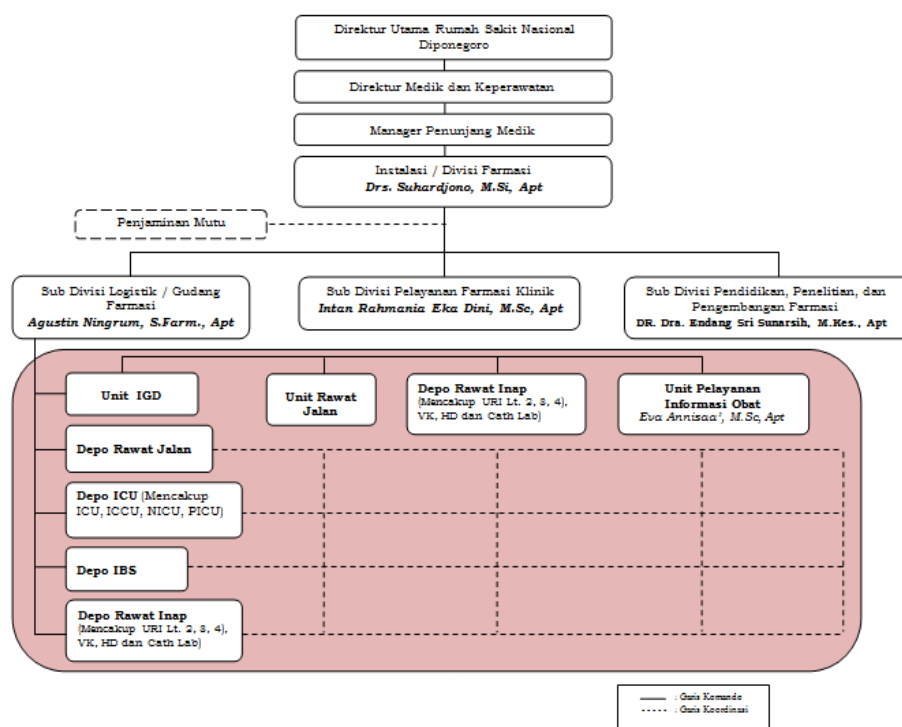 Direktur Utama Rumah Sakit Nasional
Diponegoro
Direktur Medik dan Keperawatan
Manager Penunjang Medik
Instalasi / Divisi Farmasi
Drs. Suhardjono, M.Si, Apt
Penjaminan Mutu
Sub Divisi Logistik / Gudang
Farmasi
Agustin Ningrum, S.Farm., Apt
Sub Divisi Pelayanan Farmasi Klinik
Intan Rahmania Eka Dini, M.Sc, Apt
Sub Divisi Pendidikan, Penelitian, dan
Pengembangan Farmasi
DR. Dra. Endang Sri Sunarsih, M.Kes., Apt
Unit IGD
Unit Rawat
Jalan
Depo Rawat Inap
(Mencakup URI Lt. 2, 3, 4),
VK, HD dan Cath Lab)
Unit Pelayanan
Informasi Obat
Eva Annisaa', M.Sc, Apt
Depo Rawat Jalan
Depo ICU (Mencakup
ICU, ICCU, NICU, PICU)
Depo IBS
Depo Rawat Inap
(Mencakup URI Lt. 2, 3, 4),
VK, HD dan Cath Lab)
: Garis Komando
: Garis Koordinasi